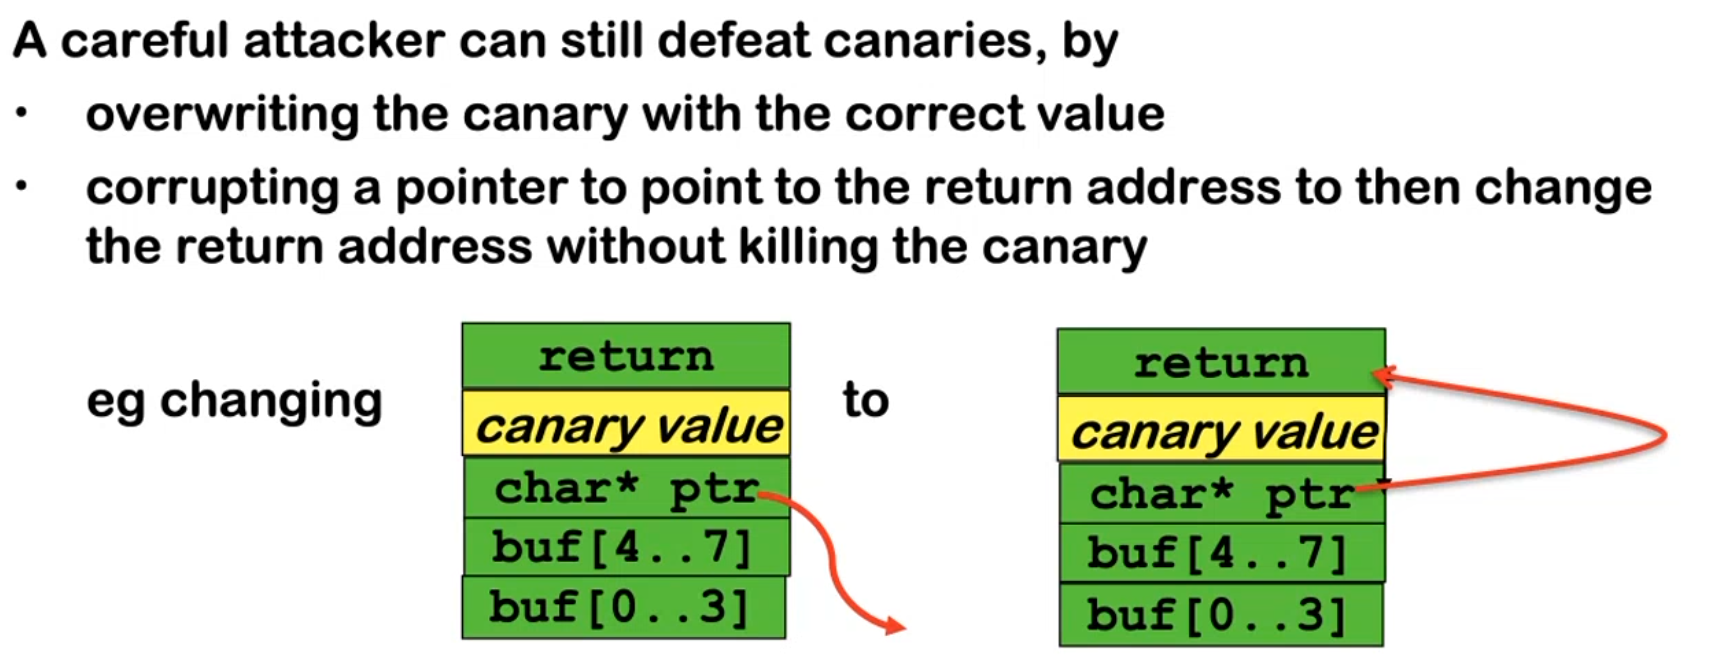 A careful attacker can still defeat canaries, by
• overwriting the canary with the correct value
• corrupting a pointer to point to the return address to then change
the return address without killing the canary
eg changing
return
canary value
char* ptr
buf[4..7]
buf[0..3]
to
return
canary value
char* ptr
buf[4..7]
buf[0..3]